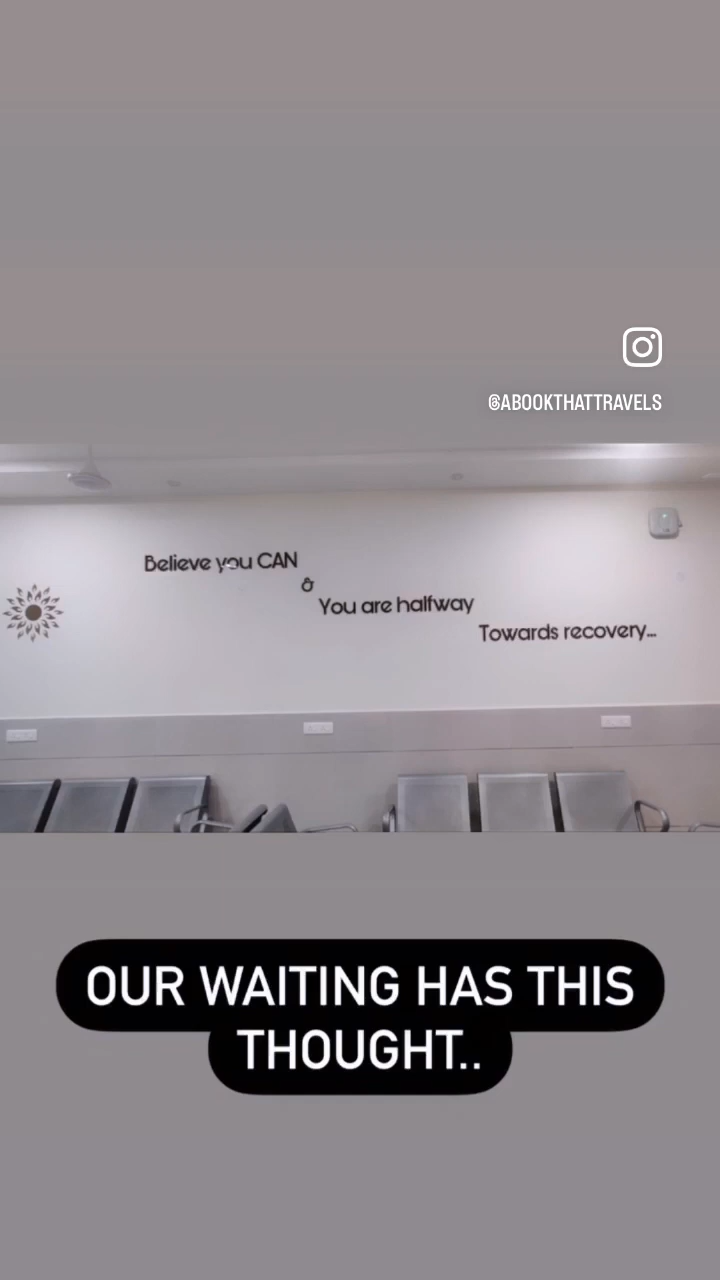 @ABOOKTHATTRAVELS
Believe you CAN
&
You are halfway
Towards recovery...
OUR WAITING HAS THIS
THOUGHT..